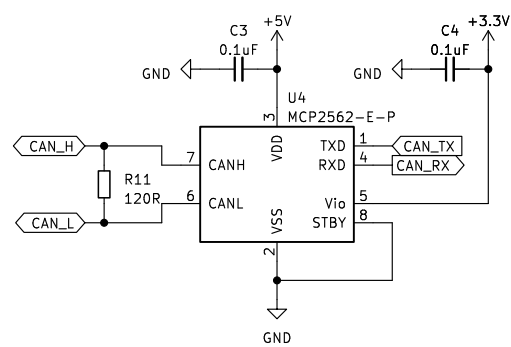 C3
+5V
C4
+3.3V
0.1uF
0.1uF
GND
GND
U4
MCP2562-E-P
3
VDD
CAN_H
7
CANH
TXD
1
CAN_TX
RXD
4
CAN_RX
R11
120R
6
CANL
Vio
5
CAN_L
VSS
STBY
8
2
GND